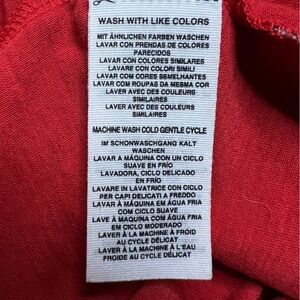 WASH WITH LIKE COLORS
MIT ÄHNLICHEN FARBEN WASCHEN
LAVAR CON PRENDAS DE COLORES
PARECIDOS
LAVAR CON COLORES SIMILARES
LAVARE CON COLORI SIMILI
LAVAR COM CORES SEMELHANTES
LAVAR COM ROUPAS DA MESMA COR
LAVER AVEC DES COULEURS
SIMILAIRES
LAVER AVEC DES COULEURS
SIMILAIRES
MACHINE WASH COLD GENTLE CYCLE
IM SCHONWASCHGANG KALT
WASCHEN
LAVAR A MÁQUINA CON UN CICLO
SUAVE EN FRÍO
LAVADORA, CICLO DELICADO
EN FRÍO
LAVARE IN LAVATRICE CON CICLO
PER CAPI DELICATI A FREDDO
LAVAR À MÁQUINA EM ÁGUA FRIA
COM CICLO SUAVE
LAVE À MÁQUINA COM ÁGUA FRIA
EM CICLO MODERADO
LAVER À LA MACHINE À FROID
AU CYCLE DÉLICAT
LAVER À LA MACHINE À L'EAU
FROIDE AU CYCLE DÉLICAT